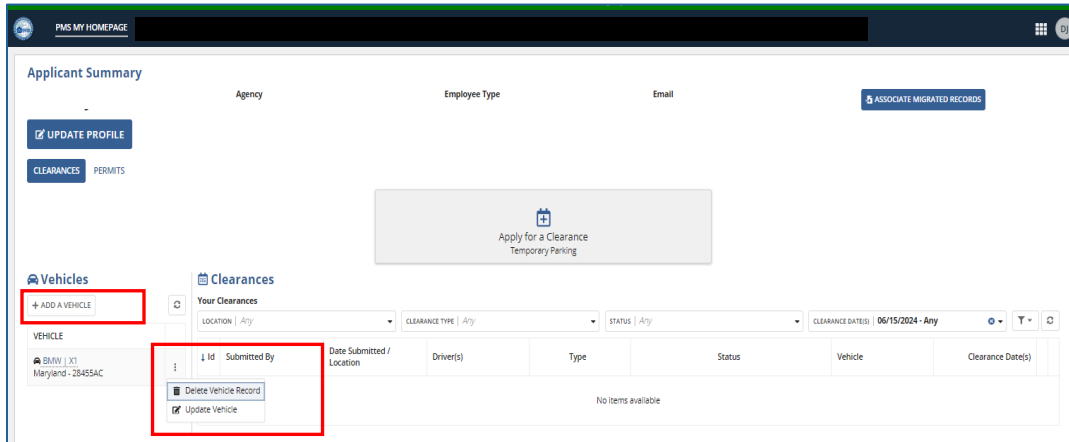 PMS MY HOMEPAGE
DJ
Applicant Summary
Agency
Employee Type
Email
ASSOCIATE MIGRATED RECORDS
-
UPDATE PROFILE
CLEARANCES
PERMITS
Apply for a Clearance
Temporary Parking
Vehicles
+ ADD A VEHICLE
VEHICLE
BMW | X1
Maryland - 28455AC
Delete Vehicle Record
Update Vehicle
Clearances
Your Clearances
LOCATION | Any
CLEARANCE TYPE | Any
STATUS | Any
CLEARANCE DATE(S) | 06/15/2024 - Any
↓ Id
Submitted By
Date Submitted /
Location
Driver(s)
Type
Status
Vehicle
Clearance Date(s)
No items available